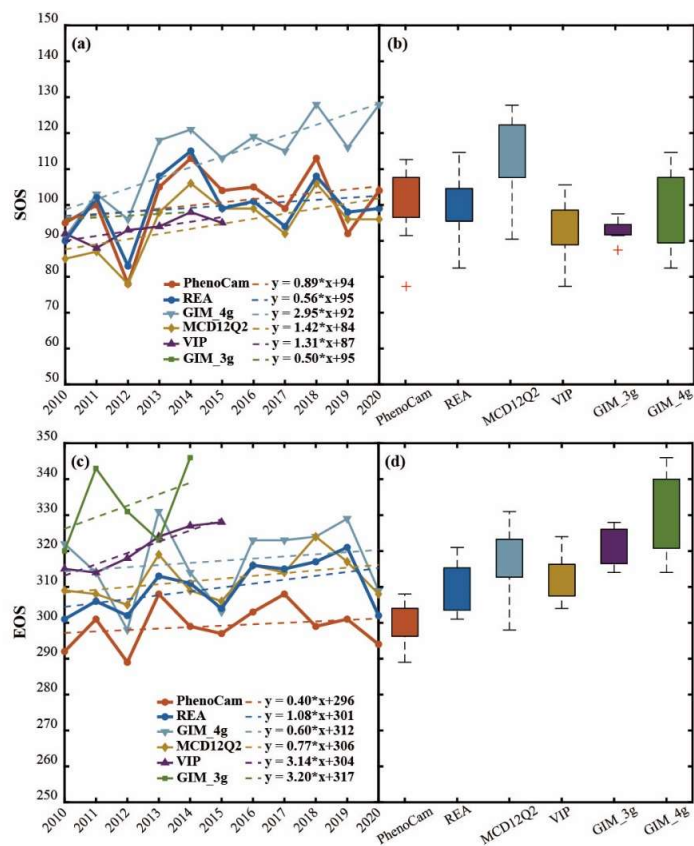 (a)
(b)
SOS
150
140
130
120
110
100
90
80
70
60
50
PhenoCam y = 0.89*x+94
REA y = 0.56*x+95
GIM_4g y = 2.95*x+92
MCD12Q2 y = 1.42*x+84
VIP y = 1.31*x+87
GIM_3g y = 0.50*x+95
2010 2011 2012 2013 2014 2015 2016 2017 2018 2019 2020
PhenoCam REA MCD12Q2 VIP GIM_3g GIM_4g
(c)
(d)
EOS
350
340
330
320
310
300
290
280
270
260
250
PhenoCam y = 0.40*x+296
REA y = 1.08*x+301
GIM_4g y = 0.60*x+312
MCD12Q2 y = 0.77*x+306
VIP y = 3.14*x+304
GIM_3g y = 3.20*x+317
2010 2011 2012 2013 2014 2015 2016 2017 2018 2019 2020
PhenoCam REA MCD12Q2 VIP GIM_3g GIM_4g